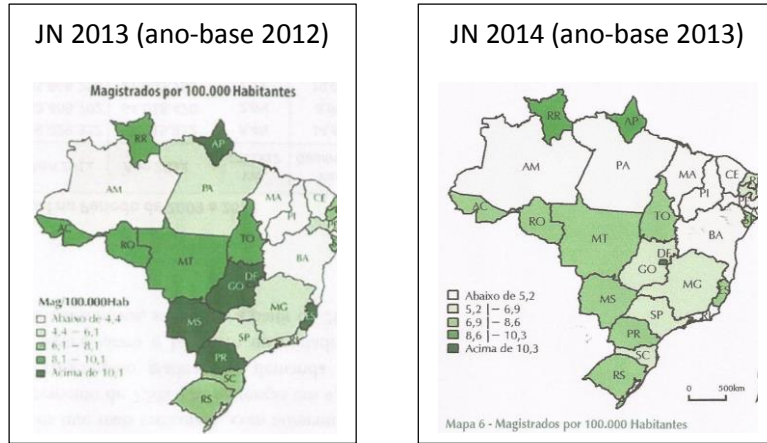 JN 2013 (ano-base 2012)
Magistrados por 100.000 Habitantes
RR
AP
AM
PA
MA
CE
PI
AC
RO
TO
MT
BA
DF
GO
MG
MS
SP
PR
SC
RS
Mag/100.000Hab
Abaixo de 4,4
4,4 – 6,1
6,1 – 8,1
8,1 – 10,1
Acima de 10,1
JN 2014 (ano-base 2013)
RR
AP
AM
PA
MA
CE
PI
AC
RO
TO
MT
BA
DF
GO
MG
ES
MS
SP
RJ
PR
SC
RS
Abaixo de 5,2
5,2 |– 6,9
6,9 |– 8,6
8,6 |– 10,3
Acima de 10,3
0 500km
Mapa 6 - Magistrados por 100.000 Habitantes